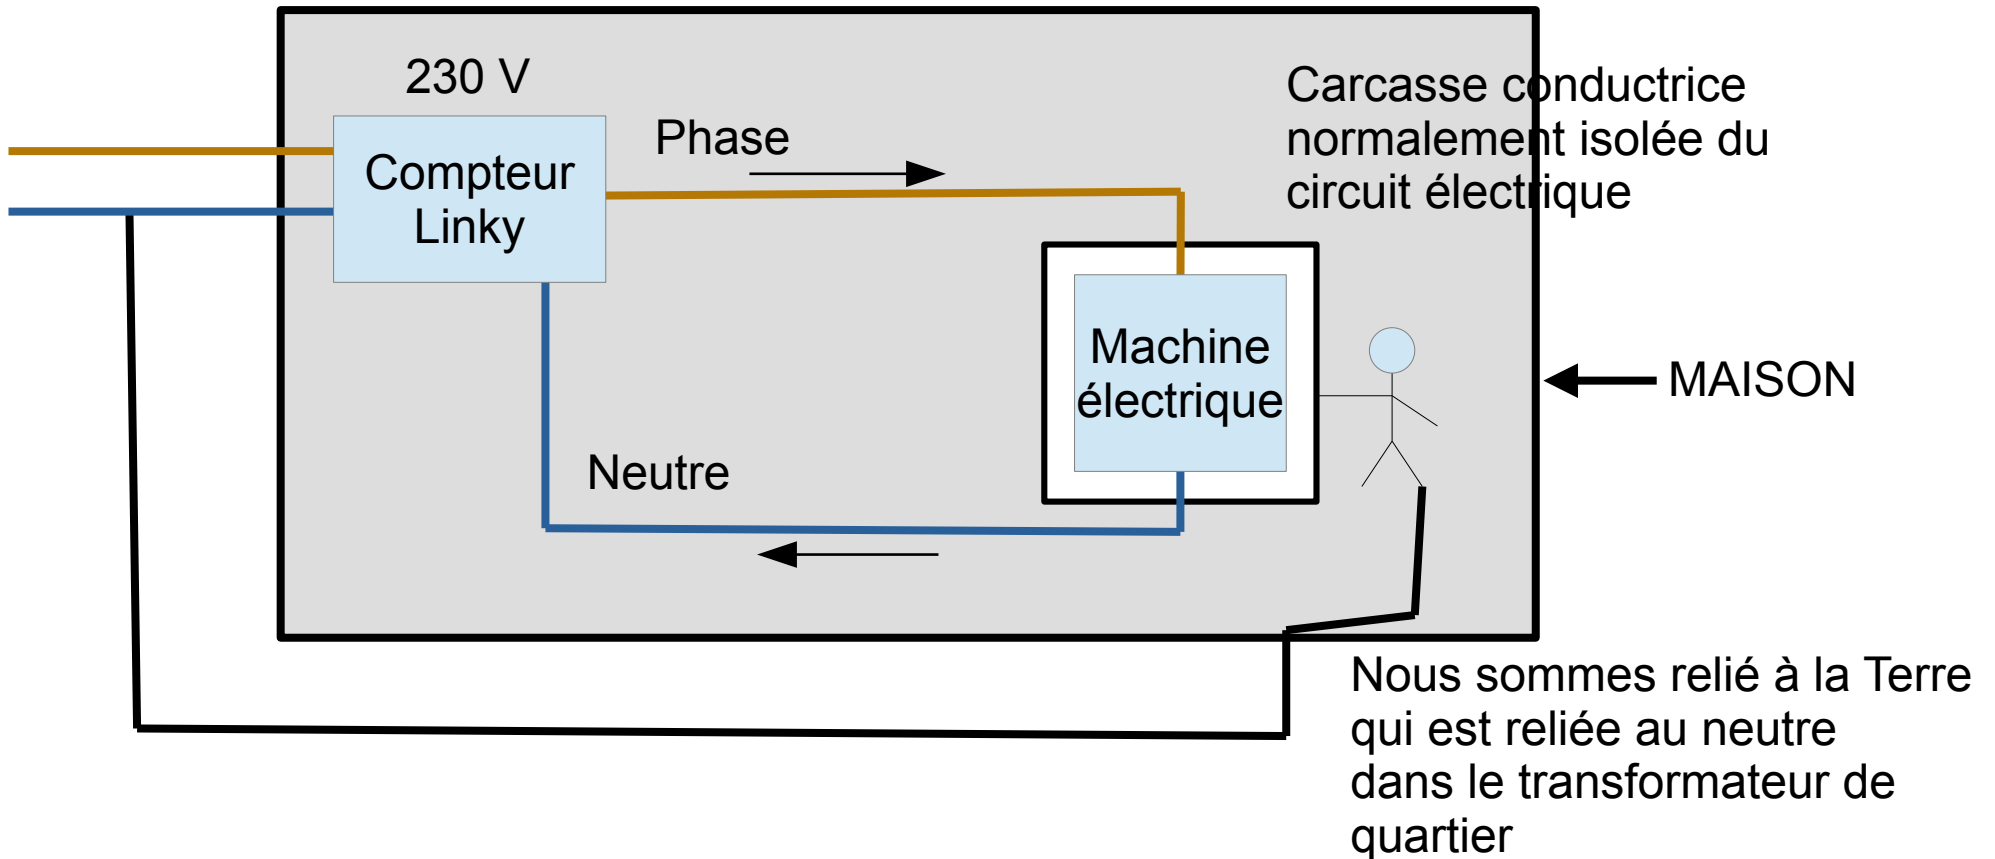 230 V
Compteur
Linky
Phase
Carcasse conductrice
normalement isolée du
circuit électrique
Machine
électrique
MAISON
Neutre
Nous sommes relié à la Terre
qui est reliée au neutre
dans le transformateur de
quartier